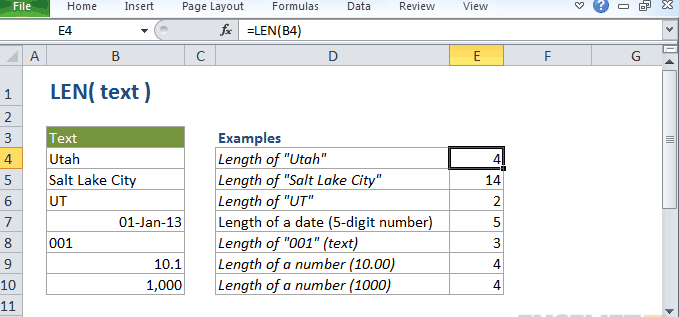 File Home Insert Page Layout Formulas Data Review View
E4 fx =LEN(B4)
A B C D E F G
1 LEN( text )
2
3 Text Examples
4 Utah Length of "Utah" 4
5 Salt Lake City Length of "Salt Lake City" 14
6 UT Length of "UT" 2
7 01-Jan-13 Length of a date (5-digit number) 5
8 001 Length of "001" (text) 3
9 10.1 Length of a number (10.00) 4
10 1,000 Length of a number (1000) 4
11